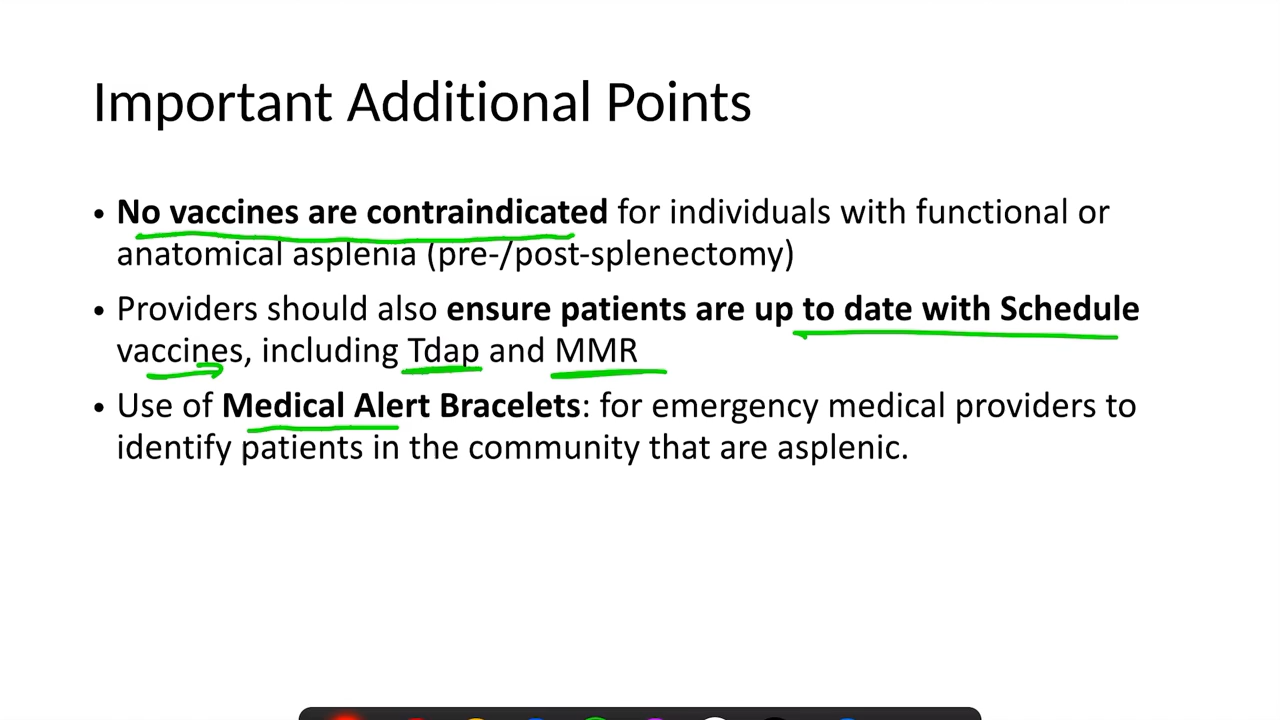 Important Additional Points
• No vaccines are contraindicated for individuals with functional or
anatomical asplenia (pre-/post-splenectomy)
• Providers should also ensure patients are up to date with Schedule
vaccines, including Tdap and MMR
• Use of Medical Alert Bracelets: for emergency medical providers to
identify patients in the community that are asplenic.